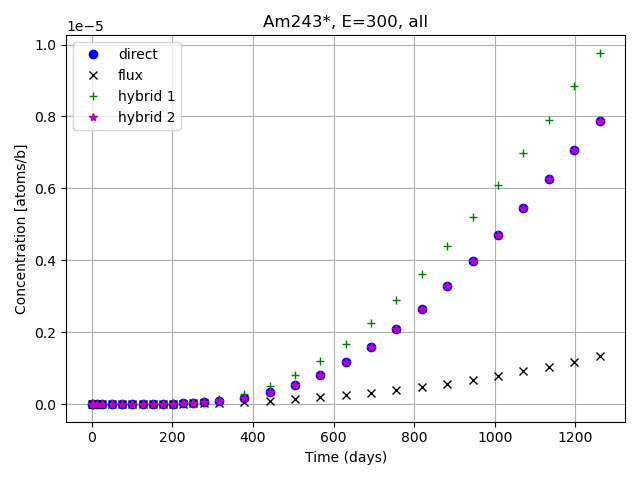 Am243*, E=300, all
1e−5
direct
flux
hybrid 1
hybrid 2
Concentration [atoms/b]
1.0
0.8
0.6
0.4
0.2
0.0
0 200 400 600 800 1000 1200
Time (days)